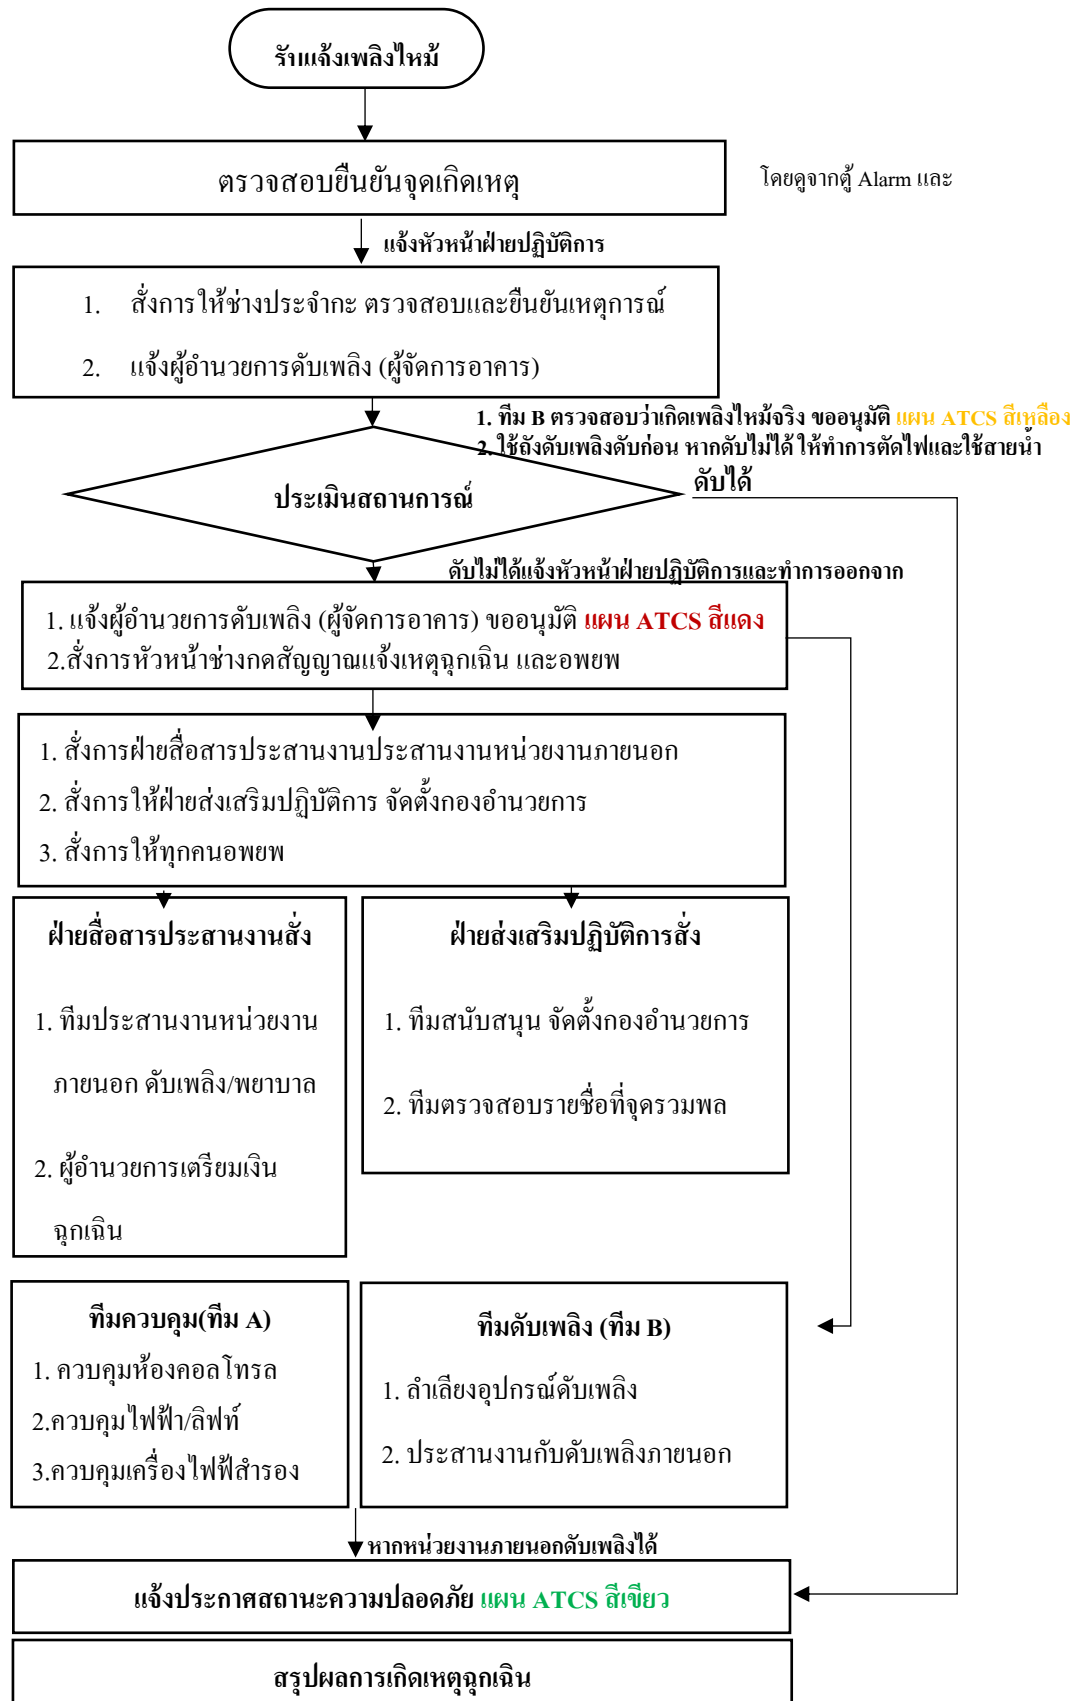 รับแจ้งเพลิงไหม้
ตรวจสอบยืนยันจุดเกิดเหตุ
โดยดูจากตู้ Alarm และ
แจ้งหัวหน้าฝ่ายปฏิบัติการ
1. สั่งการให้ช่างประจำกะ ตรวจสอบและยืนยันเหตุการณ์
2. แจ้งผู้อำนวยการดับเพลิง (ผู้จัดการอาคาร)
1. ทีม B ตรวจสอบว่าเกิดเพลิงไหม้จริง ขออนุมัติ แผน ATCS สีเหลือง
2. ใช้ถังดับเพลิงดับก่อน หากดับไม่ได้ ให้ทำการตัดไฟและใช้สายน้ำ
ดับได้
ประเมินสถานการณ์
ดับไม่ได้แจ้งหัวหน้าฝ่ายปฏิบัติการและทำการออกจาก
1. แจ้งผู้อำนวยการดับเพลิง (ผู้จัดการอาคาร) ขออนุมัติ แผน ATCS สีแดง
2.สั่งการหัวหน้าช่างกดสัญญาณแจ้งเหตุฉุกเฉิน และอพยพ
1. สั่งการฝ่ายสื่อสารประสานงานประสานงานหน่วยงานภายนอก
2. สั่งการให้ฝ่ายส่งเสริมปฏิบัติการ จัดตั้งกองอำนวยการ
3. สั่งการให้ทุกคนอพยพ
ฝ่ายสื่อสารประสานงานสั่ง
1. ทีมประสานงานหน่วยงาน
ภายนอก ดับเพลิง/พยาบาล
2. ผู้อำนวยการเตรียมเงิน
ฉุกเฉิน
ฝ่ายส่งเสริมปฏิบัติการสั่ง
1. ทีมสนับสนุน จัดตั้งกองอำนวยการ
2. ทีมตรวจสอบรายชื่อที่จุดรวมพล
ทีมควบคุม(ทีม A)
1. ควบคุมห้องคอลโทรล
2.ควบคุมไฟฟ้า/ลิฟท์
3.ควบคุมเครื่องไฟฟ้สำรอง
ทีมดับเพลิง (ทีม B)
1. ลำเลียงอุปกรณ์ดับเพลิง
2. ประสานงานกับดับเพลิงภายนอก
หากหน่วยงานภายนอกดับเพลิงได้
แจ้งประกาศสถานะความปลอดภัย แผน ATCS สีเขียว
สรุปผลการเกิดเหตุฉุกเฉิน